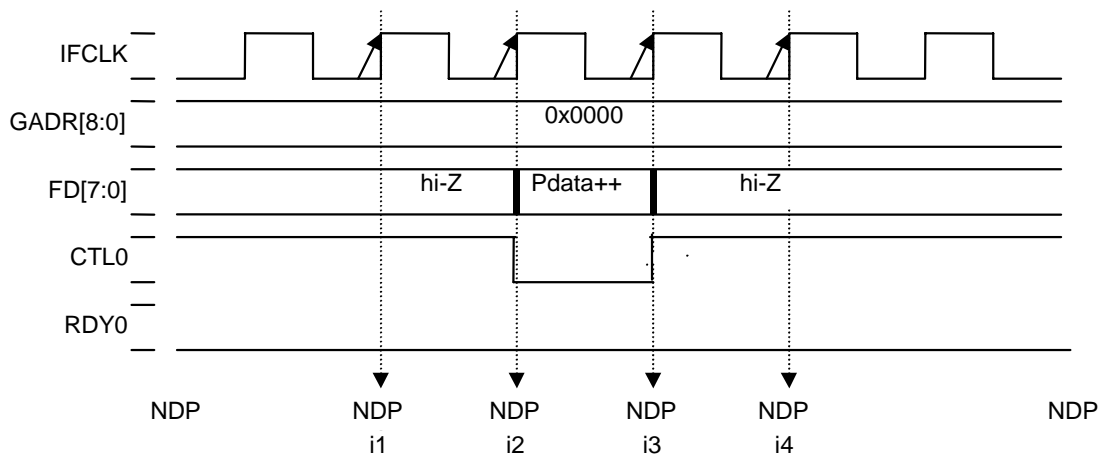 IFCLK
GADR[8:0]
0x0000
FD[7:0]
hi-Z Pdata++ hi-Z
CTL0
RDY0
NDP NDP NDP NDP NDP NDP
i1 i2 i3 i4